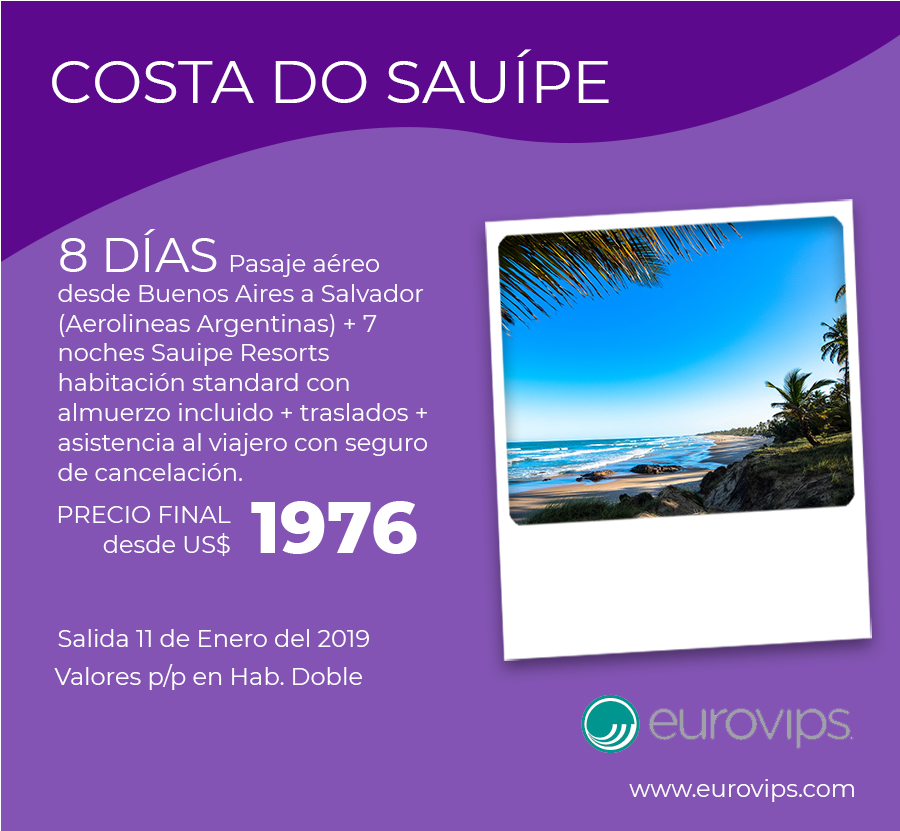 COSTA DO SAUÍPE
8 DÍAS Pasaje aéreo
desde Buenos Aires a Salvador
(Aerolineas Argentinas) + 7
noches Sauipe Resorts
habitación standard con
almuerzo incluido + traslados +
asistencia al viajero con seguro
de cancelación.
PRECIO FINAL
desde US$ 1976
Salida 11 de Enero del 2019
Valores p/p en Hab. Doble
eurovips.
www.eurovips.com